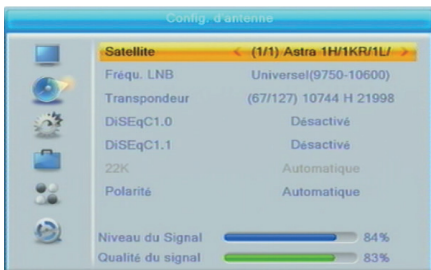 Config. d'antenne
Satellite < (1/1) Astra 1H/1KR/1L/ >
Fréqu. LNB Universel(9750-10600)
Transpondeur (67/127) 10744 H 21998
DiSEqC1.0 Désactivé
DiSEqC1.1 Désactivé
22K Automatique
Polarité Automatique
Niveau du Signal 84%
Qualité du signal 83%